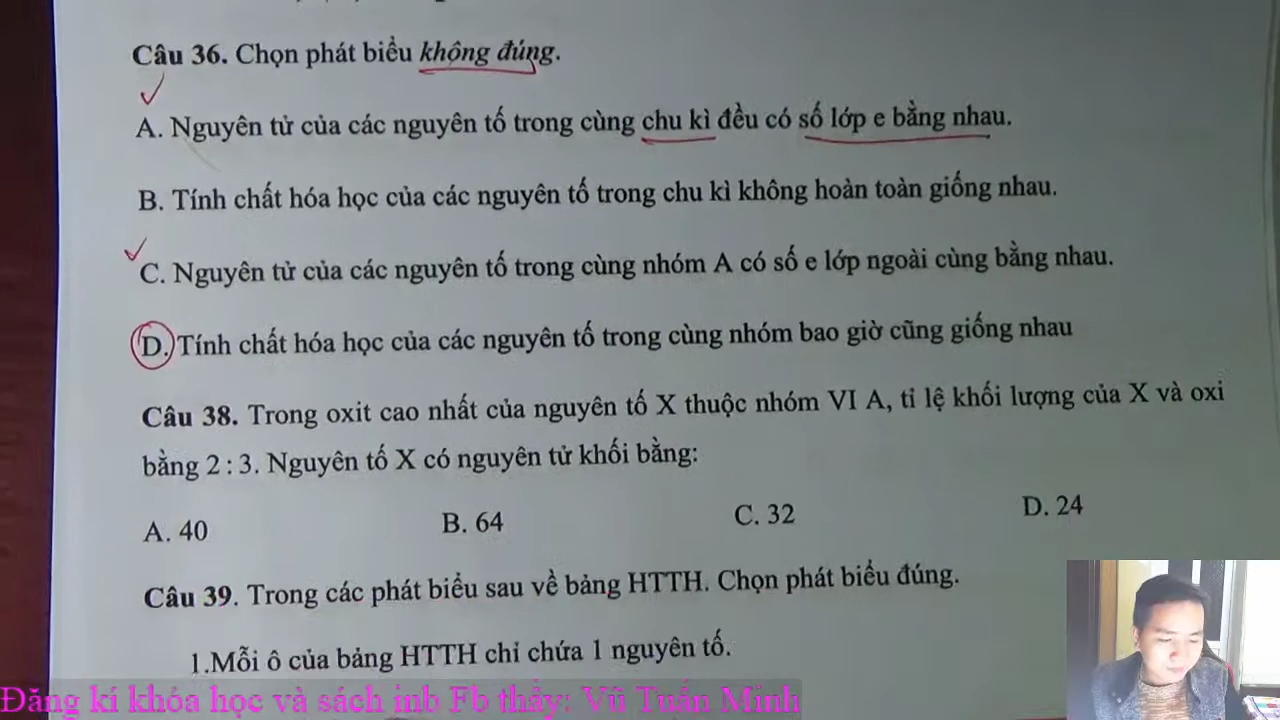 Câu 36. Chọn phát biểu không đúng.
A. Nguyên tử của các nguyên tố trong cùng chu kì đều có số lớp e bằng nhau.
B. Tính chất hóa học của các nguyên tố trong chu kì không hoàn toàn giống nhau.
C. Nguyên tử của các nguyên tố trong cùng nhóm A có số e lớp ngoài cùng bằng nhau.
D. Tính chất hóa học của các nguyên tố trong cùng nhóm bao giờ cũng giống nhau
Câu 38. Trong oxit cao nhất của nguyên tố X thuộc nhóm VI A, tỉ lệ khối lượng của X và oxi
bằng 2 : 3. Nguyên tố X có nguyên tử khối bằng:
A. 40 B. 64 C. 32 D. 24
Câu 39. Trong các phát biểu sau về bảng HTTH. Chọn phát biểu đúng.
1.Mỗi ô của bảng HTTH chỉ chứa 1 nguyên tố.
Đăng kí khóa học và sách inb Fb thầy: Vũ Tuấn Minh